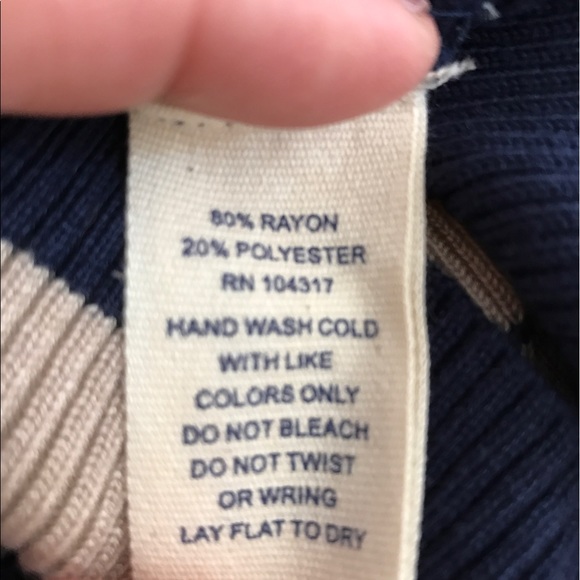 80% RAYON
20% POLYESTER
RN 104317
HAND WASH COLD
WITH LIKE
COLORS ONLY
DO NOT BLEACH
DO NOT TWIST
OR WRING
LAY FLAT TO DRY